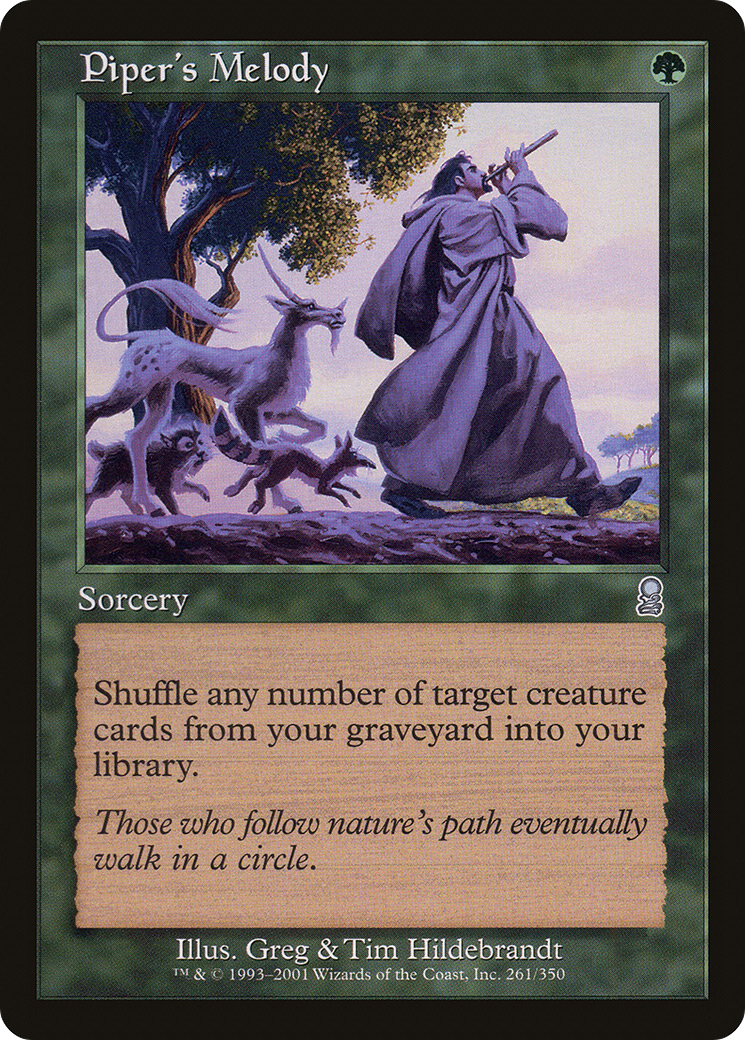 Piper's Melody
Sorcery
Shuffle any number of target creature
cards from your graveyard into your
library.
Those who follow nature's path eventually
walk in a circle.
Illus. Greg & Tim Hildebrandt
™ & © 1993–2001 Wizards of the Coast, Inc. 261/350